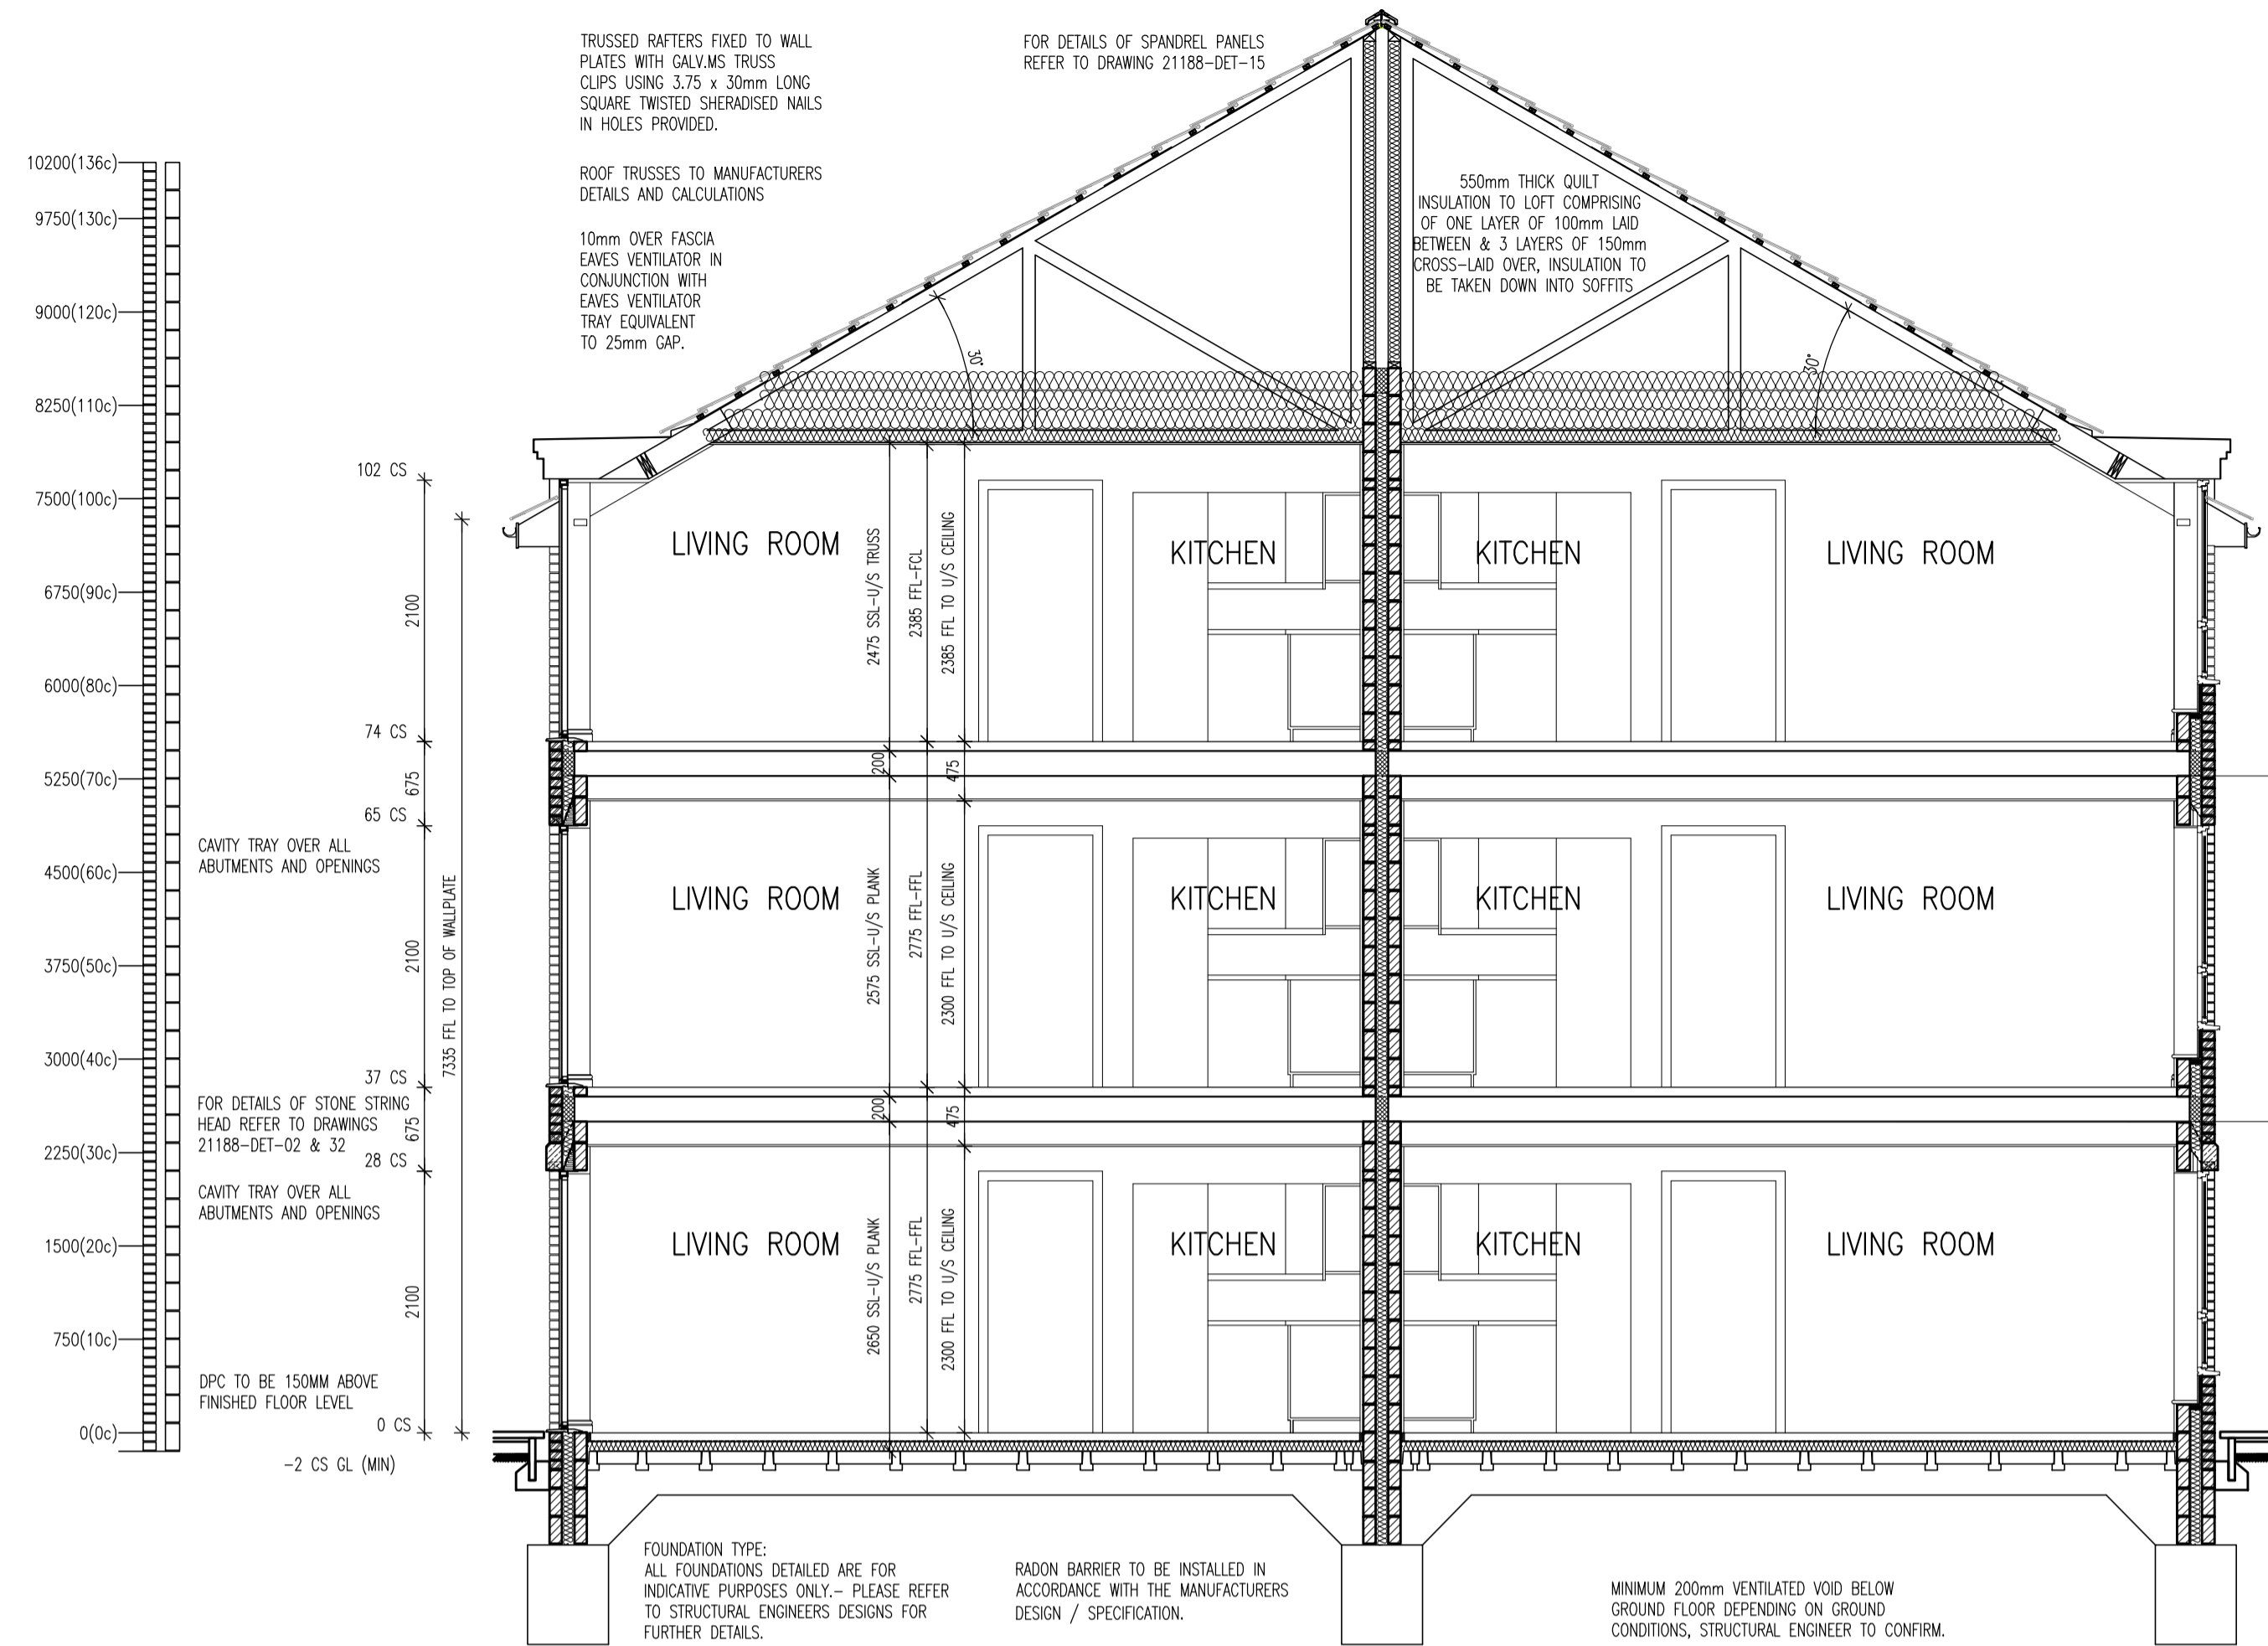 TRUSSED RAFTERS FIXED TO WALL
PLATES WITH GALV.MS TRUSS
CLIPS USING 3.75 x 30mm LONG
SQUARE TWISTED SHERADISED NAILS
IN HOLES PROVIDED.
ROOF TRUSSES TO MANUFACTURERS
DETAILS AND CALCULATIONS
10mm OVER FASCIA
EAVES VENTILATOR IN
CONJUNCTION WITH
EAVES VENTILATOR
TRAY EQUIVALENT
TO 25mm GAP.
FOR DETAILS OF SPANDREL PANELS
REFER TO DRAWING 21188-DET-15
550mm THICK QUILT
INSULATION TO LOFT COMPRISING
OF ONE LAYER OF 100mm LAID
BETWEEN & 3 LAYERS OF 150mm
CROSS-LAID OVER, INSULATION TO
BE TAKEN DOWN INTO SOFFITS
30°
30°
10200(136c)
9750(130c)
9000(120c)
8250(110c)
7500(100c)
6750(90c)
6000(80c)
5250(70c)
4500(60c)
3750(50c)
3000(40c)
2250(30c)
1500(20c)
750(10c)
0(0c)
102 CS
2100
74 CS
675
65 CS
CAVITY TRAY OVER ALL
ABUTMENTS AND OPENINGS
2100
7335 FFL TO TOP OF WALLPLATE
37 CS
FOR DETAILS OF STONE STRING
HEAD REFER TO DRAWINGS
21188-DET-02 & 32
675
28 CS
CAVITY TRAY OVER ALL
ABUTMENTS AND OPENINGS
2100
DPC TO BE 150MM ABOVE
FINISHED FLOOR LEVEL
0 CS
-2 CS GL (MIN)
LIVING ROOM
2475 SSL-U/S TRUSS
2385 FFL-FCL
2385 FFL TO U/S CEILING
KITCHEN
KITCHEN
LIVING ROOM
200
475
LIVING ROOM
2575 SSL-U/S PLANK
2775 FFL-FFL
2300 FFL TO U/S CEILING
KITCHEN
KITCHEN
LIVING ROOM
200
475
LIVING ROOM
2650 SSL-U/S PLANK
2775 FFL-FFL
2300 FFL TO U/S CEILING
KITCHEN
KITCHEN
LIVING ROOM
FOUNDATION TYPE:
ALL FOUNDATIONS DETAILED ARE FOR
INDICATIVE PURPOSES ONLY.- PLEASE REFER
TO STRUCTURAL ENGINEERS DESIGNS FOR
FURTHER DETAILS.
RADON BARRIER TO BE INSTALLED IN
ACCORDANCE WITH THE MANUFACTURERS
DESIGN / SPECIFICATION.
MINIMUM 200mm VENTILATED VOID BELOW
GROUND FLOOR DEPENDING ON GROUND
CONDITIONS, STRUCTURAL ENGINEER TO CONFIRM.